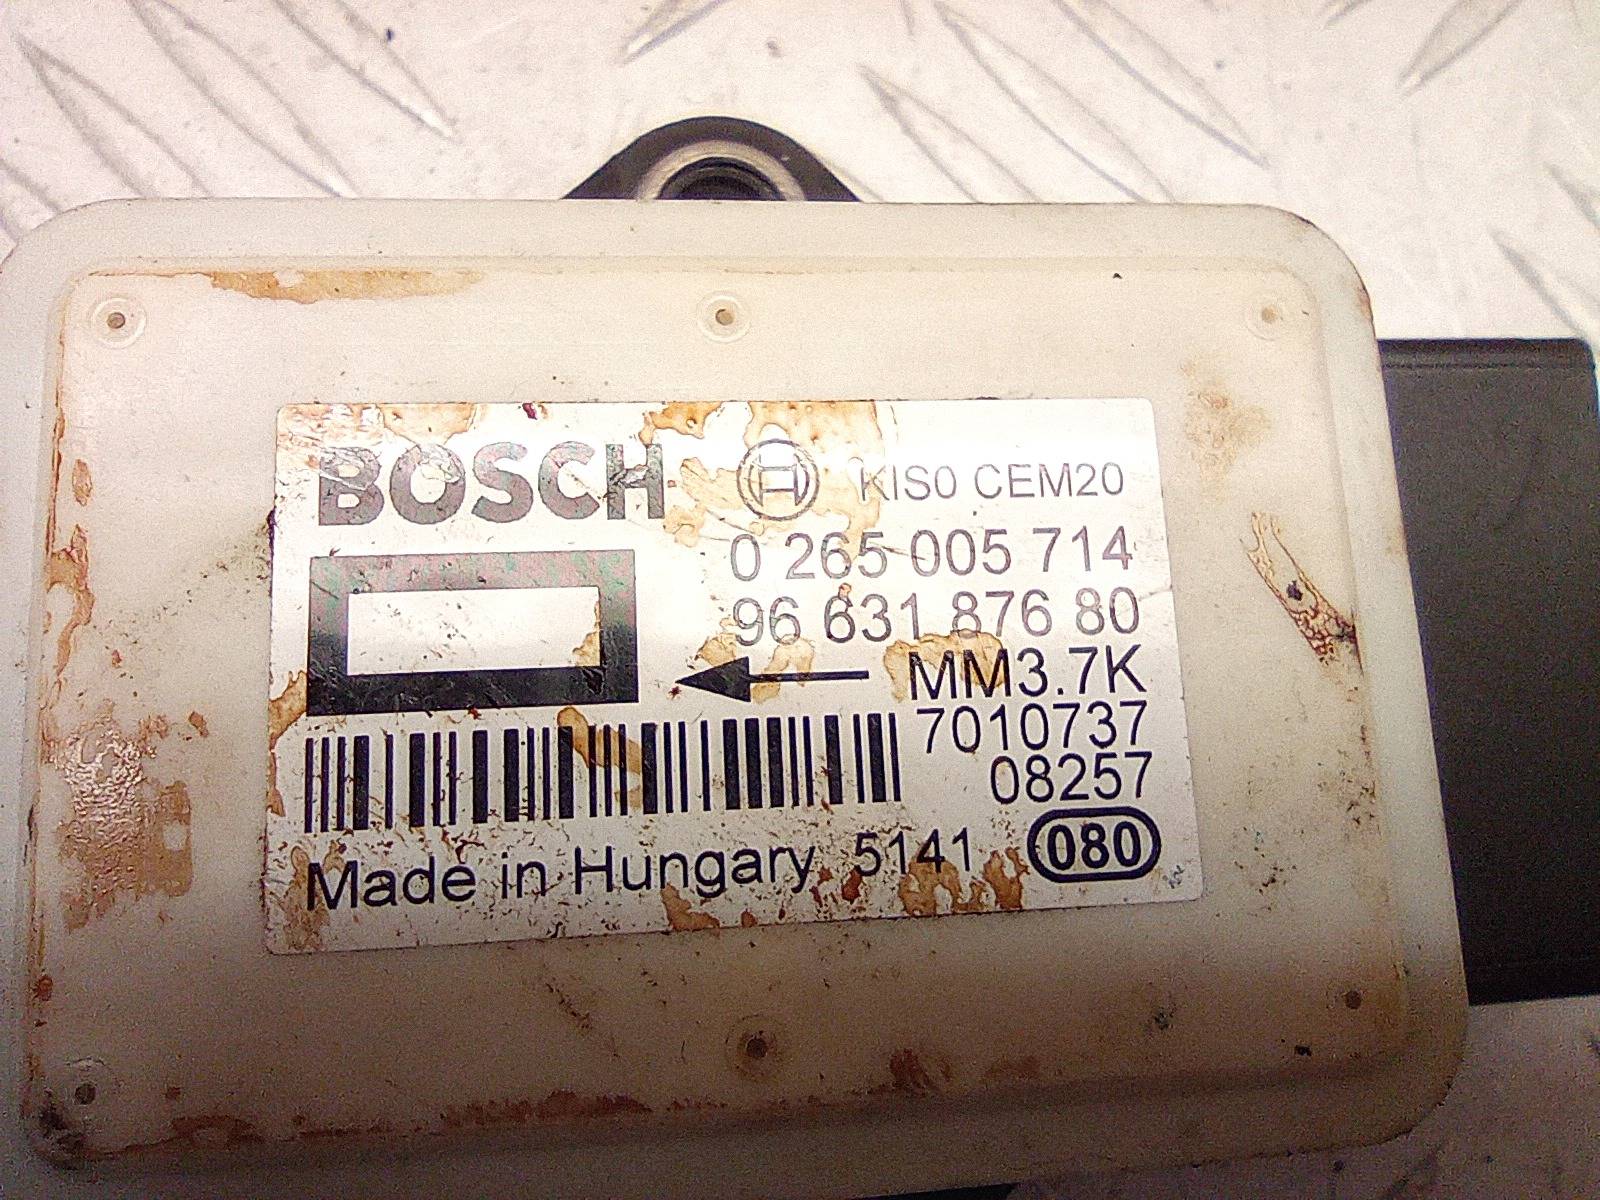 BOSCH KIS0 CEM20
0 265 005 714
96 631 876 80
MM3.7K
7010737
08257
Made in Hungary 5141 080